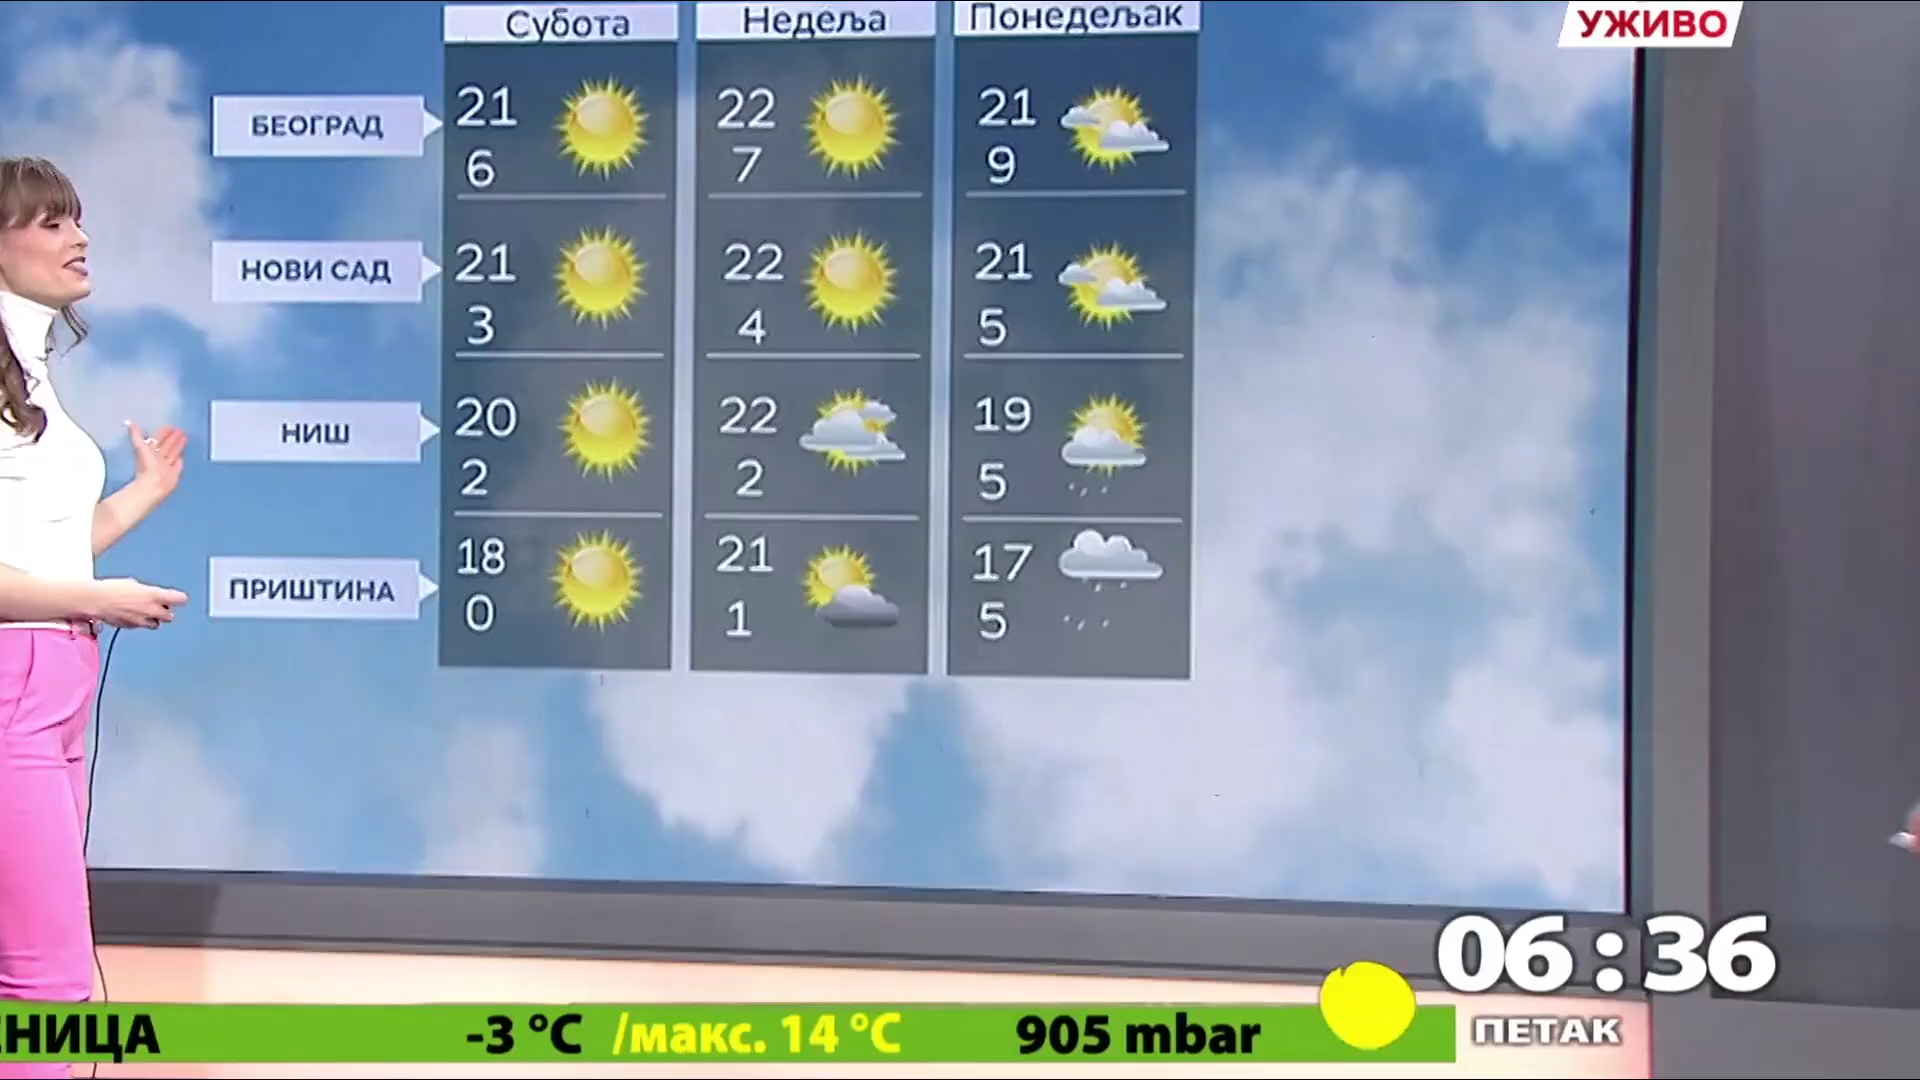 Субота Недеља Понедељак
УЖИВО
БЕОГРАД 21 22 21
6 7 9
НОВИ САД 21 22 21
3 4 5
НИШ 20 22 19
2 2 5
ПРИШТИНА 18 21 17
0 1 5
06:36
ПЕТАК
-3 °C /макс. 14 °C 905 mbar